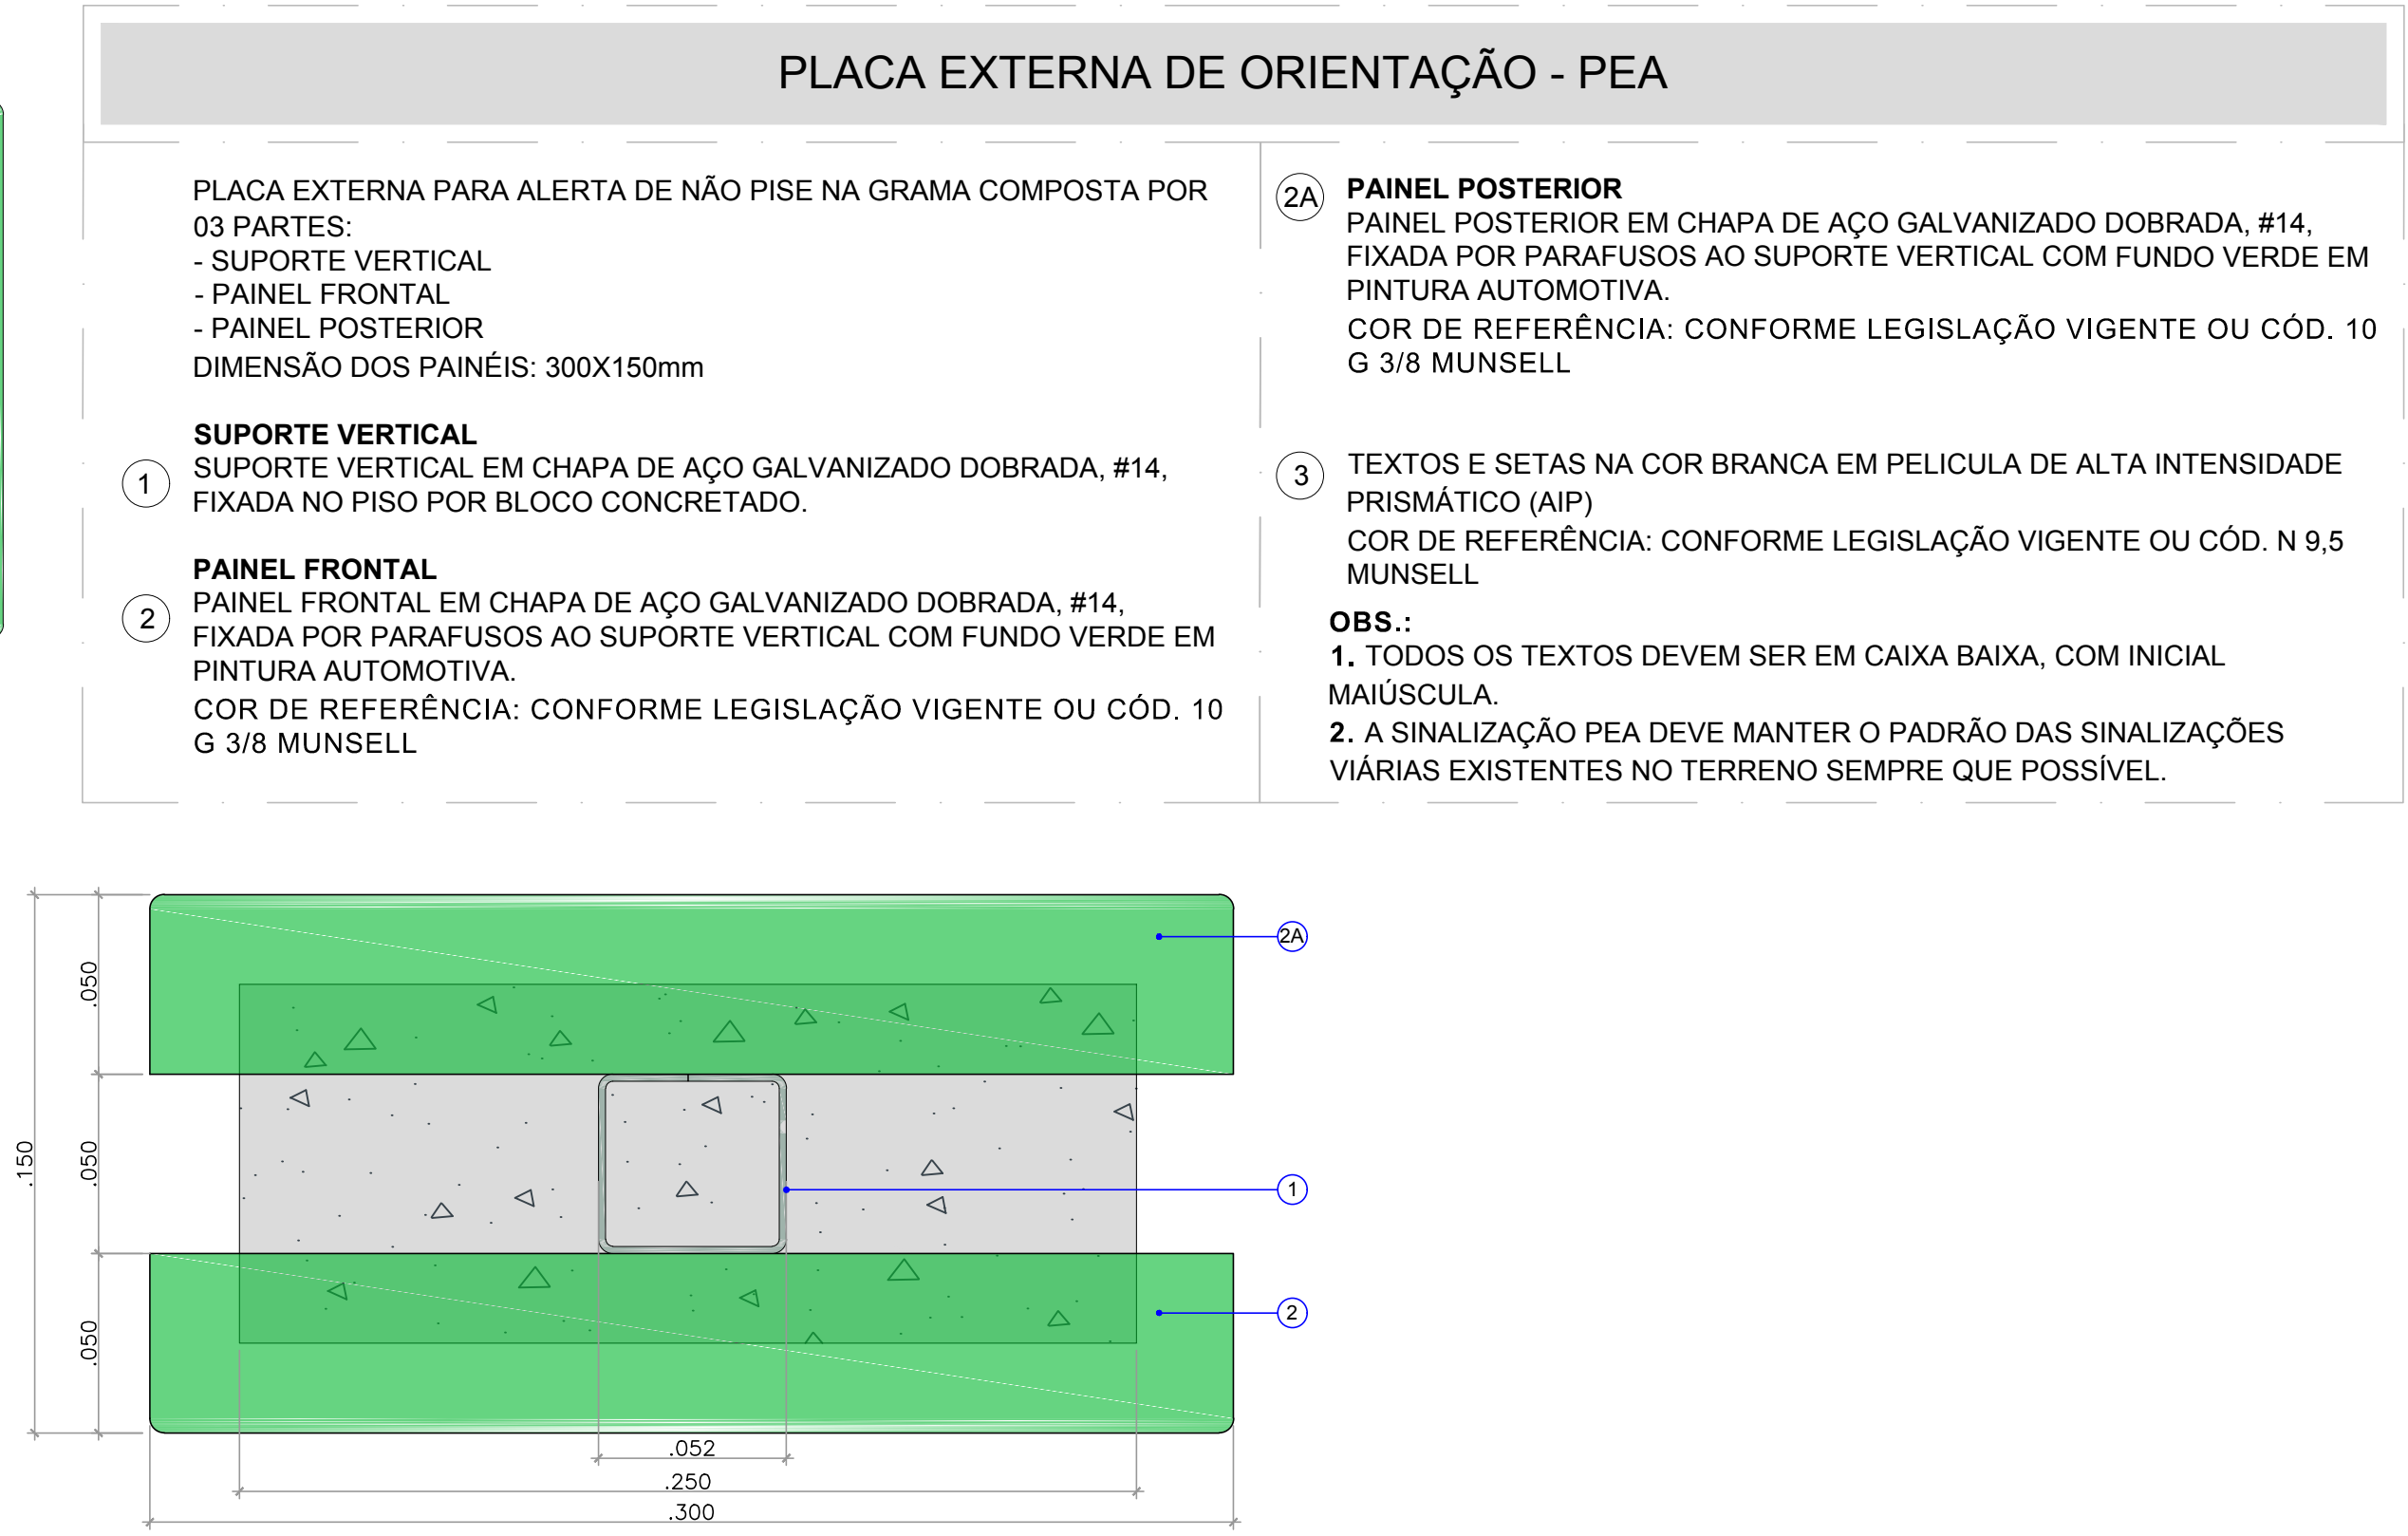 PLACA EXTERNA DE ORIENTAÇÃO - PEA
PLACA EXTERNA PARA ALERTA DE NÃO PISE NA GRAMA COMPOSTA POR
03 PARTES:
- SUPORTE VERTICAL
- PAINEL FRONTAL
- PAINEL POSTERIOR
DIMENSÃO DOS PAINÉIS: 300X150mm
SUPORTE VERTICAL
1 SUPORTE VERTICAL EM CHAPA DE AÇO GALVANIZADO DOBRADA, #14,
FIXADA NO PISO POR BLOCO CONCRETADO.
PAINEL FRONTAL
2 PAINEL FRONTAL EM CHAPA DE AÇO GALVANIZADO DOBRADA, #14,
FIXADA POR PARAFUSOS AO SUPORTE VERTICAL COM FUNDO VERDE EM
PINTURA AUTOMOTIVA.
COR DE REFERÊNCIA: CONFORME LEGISLAÇÃO VIGENTE OU CÓD. 10
G 3/8 MUNSELL
2A PAINEL POSTERIOR
PAINEL POSTERIOR EM CHAPA DE AÇO GALVANIZADO DOBRADA, #14,
FIXADA POR PARAFUSOS AO SUPORTE VERTICAL COM FUNDO VERDE EM
PINTURA AUTOMOTIVA.
COR DE REFERÊNCIA: CONFORME LEGISLAÇÃO VIGENTE OU CÓD. 10
G 3/8 MUNSELL
3 TEXTOS E SETAS NA COR BRANCA EM PELICULA DE ALTA INTENSIDADE
PRISMÁTICO (AIP)
COR DE REFERÊNCIA: CONFORME LEGISLAÇÃO VIGENTE OU CÓD. N 9,5
MUNSELL
OBS.:
1. TODOS OS TEXTOS DEVEM SER EM CAIXA BAIXA, COM INICIAL
MAIÚSCULA.
2. A SINALIZAÇÃO PEA DEVE MANTER O PADRÃO DAS SINALIZAÇÕES
VIÁRIAS EXISTENTES NO TERRENO SEMPRE QUE POSSÍVEL.
2A
.050
.150
.050
1
2
.050
.052
.250
.300